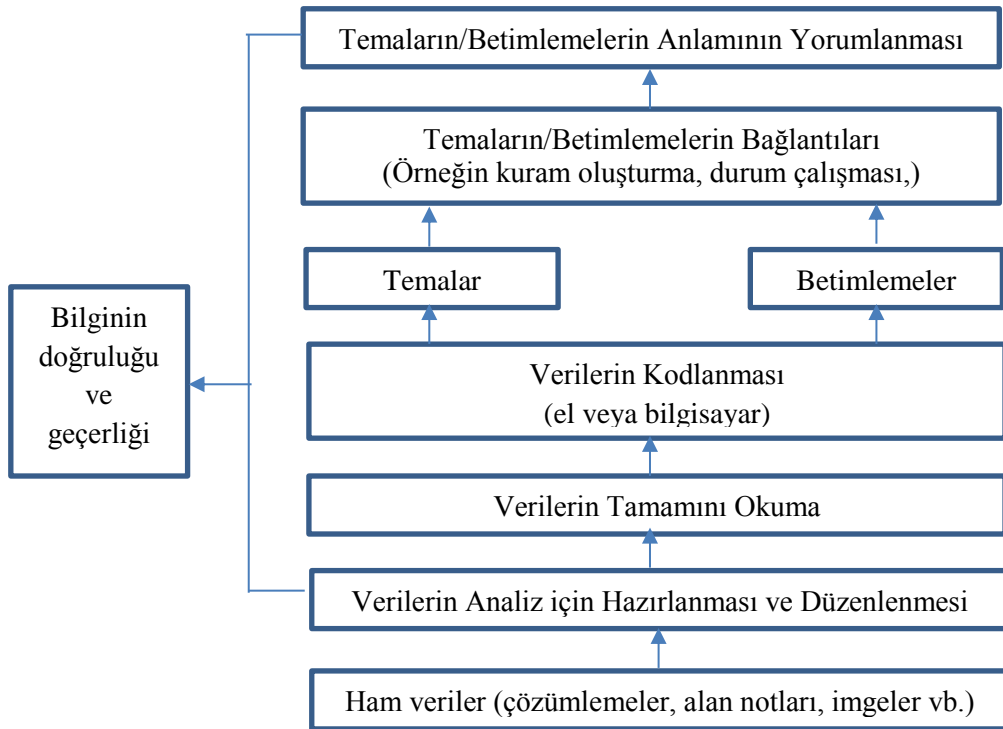 Temaların/Betimlemelerin Anlamının Yorumlanması
Temaların/Betimlemelerin Bağlantıları
(Örneğin kuram oluşturma, durum çalışması,)
Temalar
Betimlemeler
Bilginin
doğruluğu
ve
geçerliği
Verilerin Kodlanması
(el veya bilgisayar)
Verilerin Tamamını Okuma
Verilerin Analiz için Hazırlanması ve Düzenlenmesi
Ham veriler (çözümlemeler, alan notları, imgeler vb.)